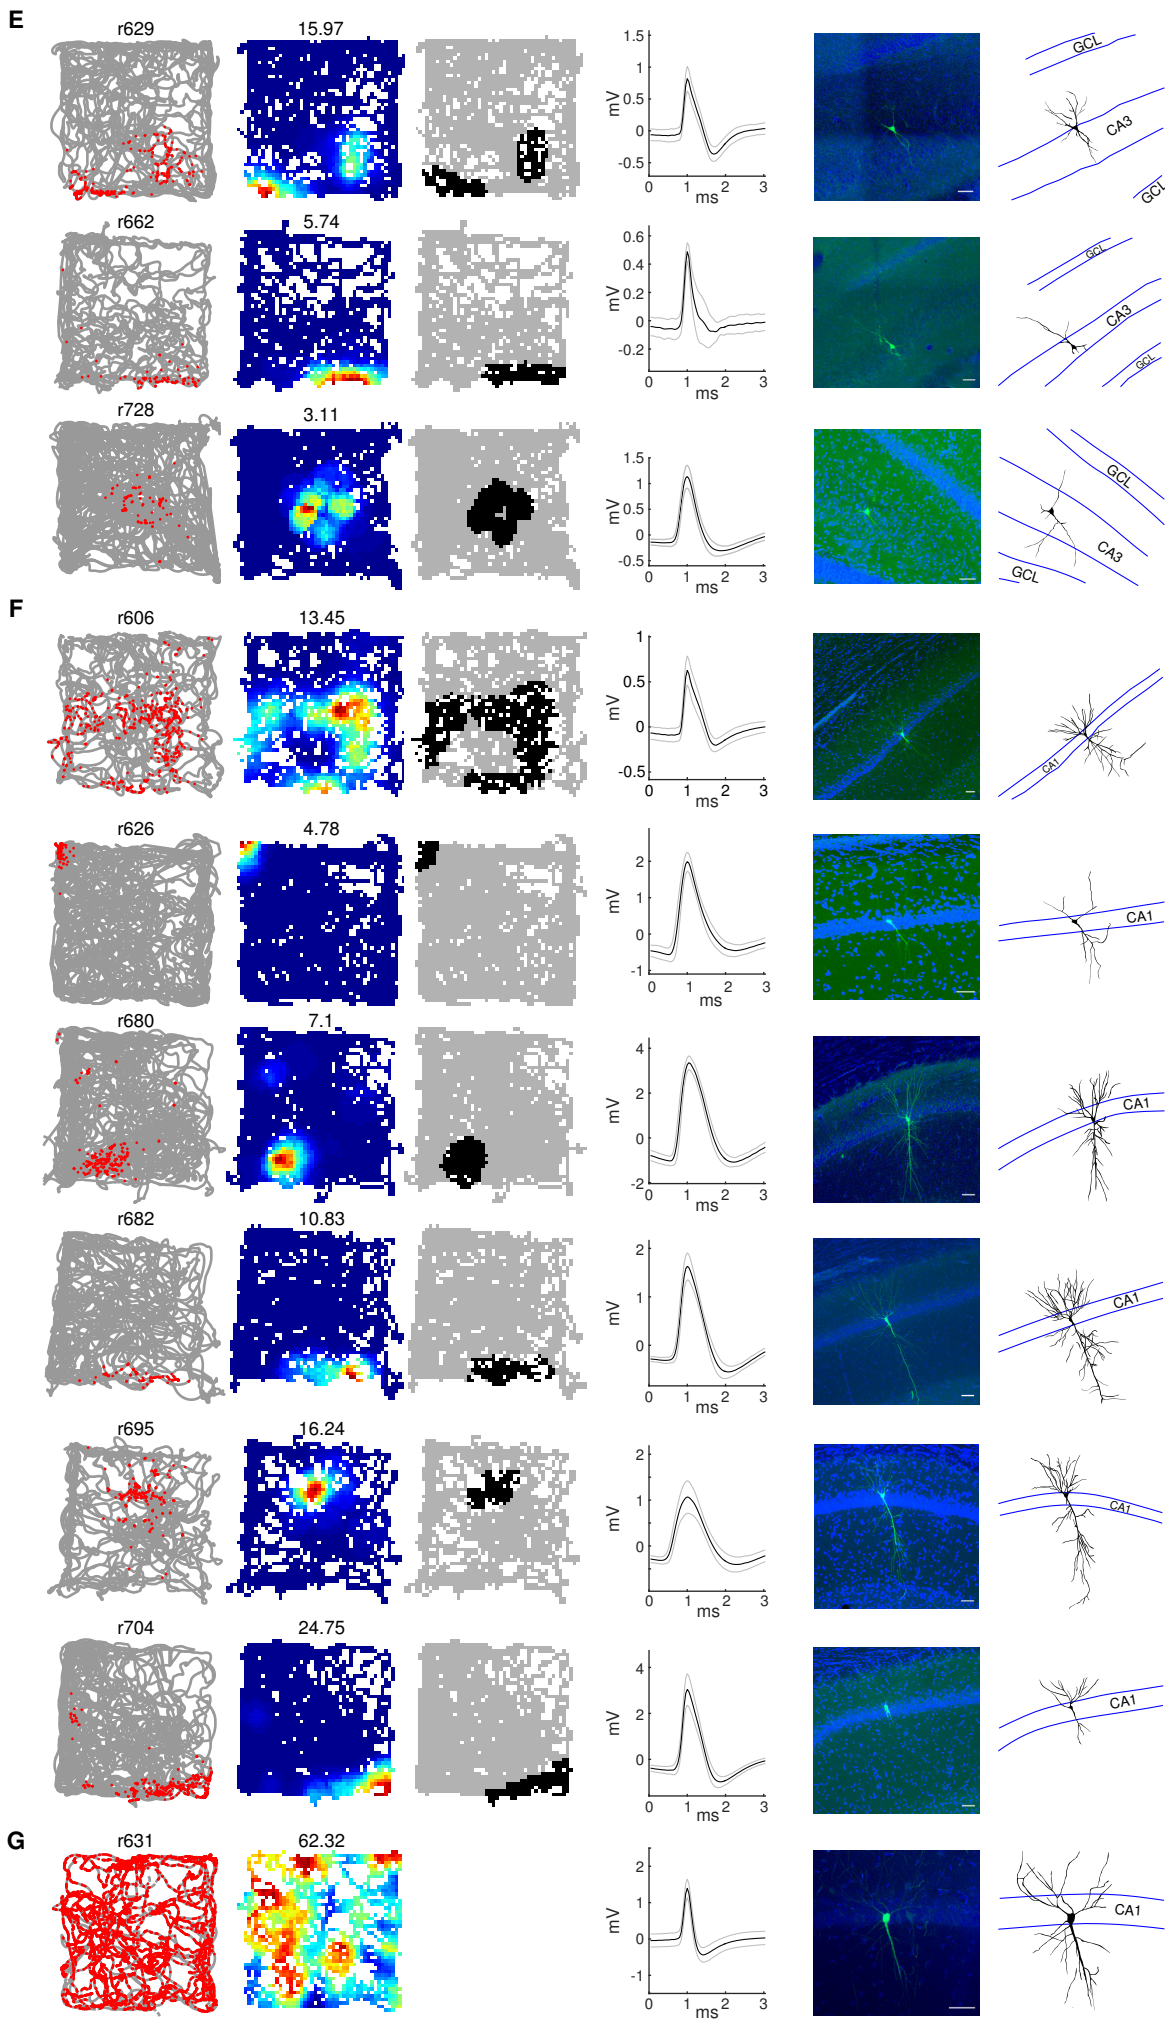 E
r629 15.97
1.5
1
0.5
0
-0.5
mV
0 1 2 3
ms
GCL
CA3
GCL
r662 5.74
0.6
0.4
0.2
0
-0.2
mV
0 1 2 3
ms
GCL
CA3
GCL
r728 3.11
1.5
1
0.5
0
-0.6
mV
0 1 2 3
ms
GCL
CA3
GCL
F
r606 13.45
1
0.5
0
-0.5
mV
0 1 2 3
ms
CA1
r626 4.78
2
1
0
-1
mV
0 1 2 3
ms
CA1
r680 7.1
4
2
0
-2
mV
0 1 2 3
ms
CA1
r682 10.83
2
1
0
mV
0 1 2 3
ms
CA1
r695 16.24
2
1
0
mV
0 1 2 3
ms
CA1
r704 24.75
4
2
0
mV
0 1 2 3
ms
CA1
G
r631 62.32
2
1
0
-1
mV
0 1 2 3
ms
CA1